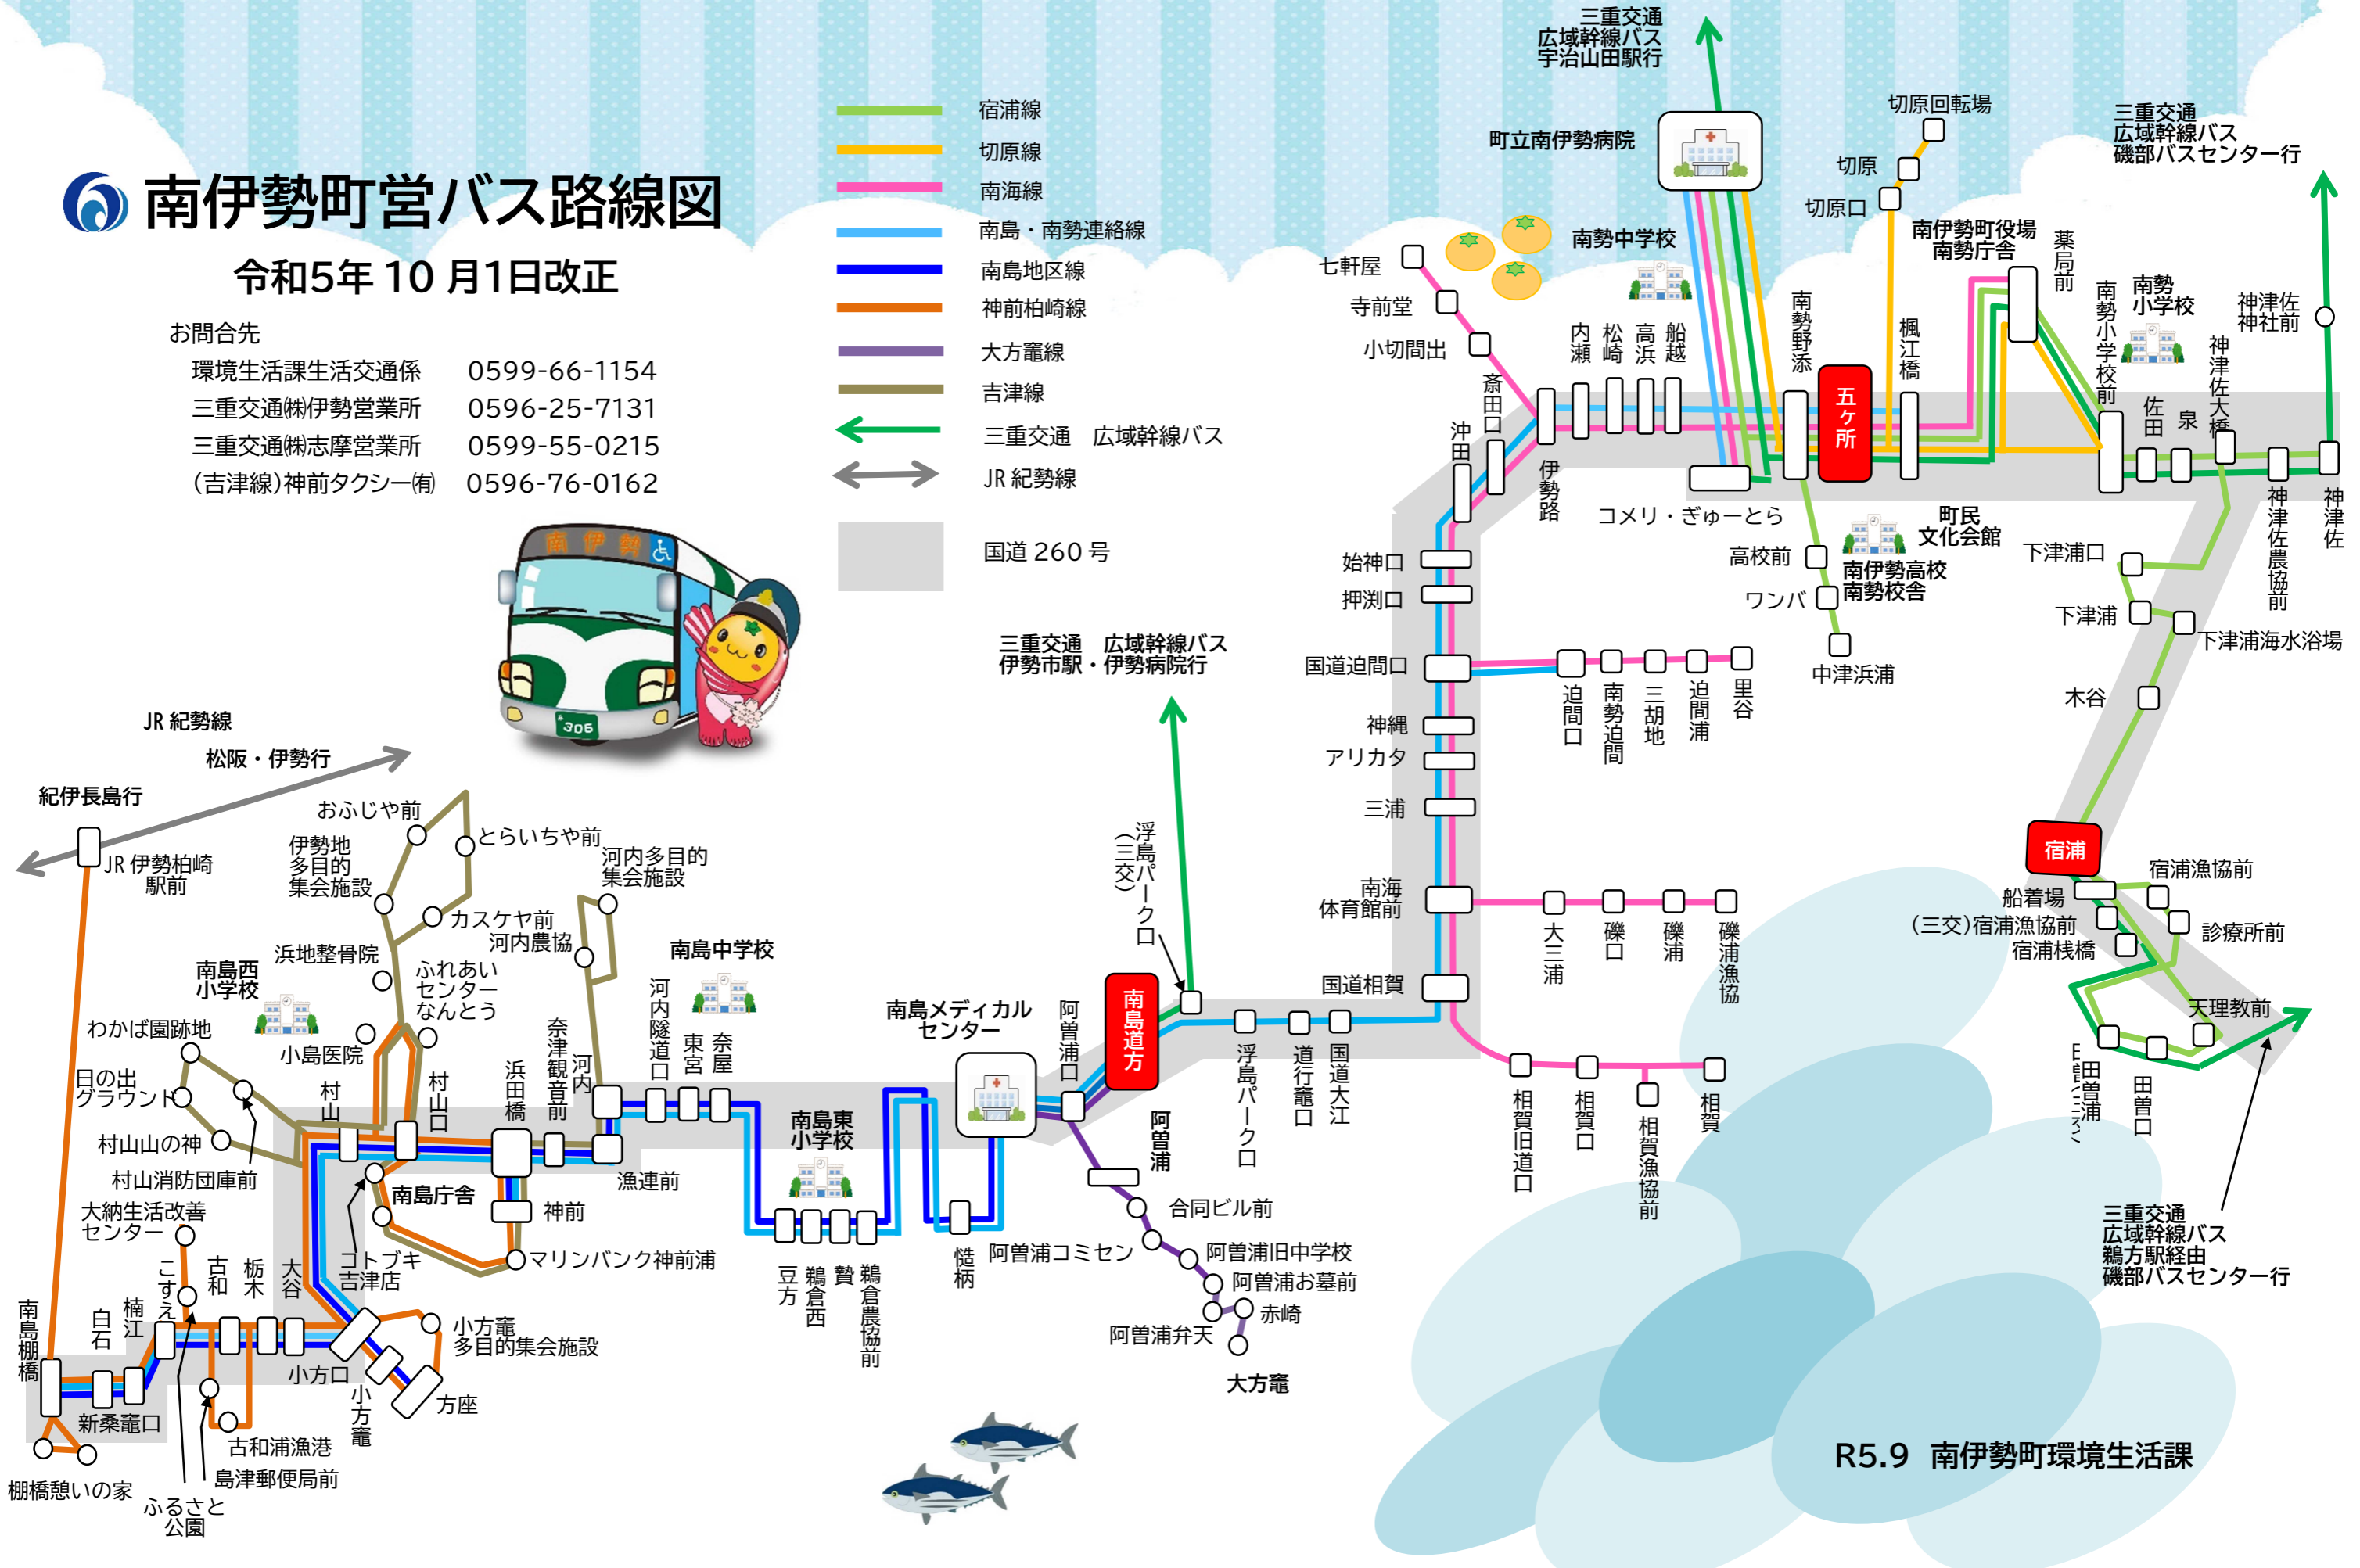 南伊勢町営バス路線図
令和5年 10 月1日改正
お問合先
環境生活課生活交通係 0599-66-1154
三重交通㈱伊勢営業所 0596-25-7131
三重交通㈱志摩営業所 0599-55-0215
(吉津線)神前タクシー㈲ 0596-76-0162
宿浦線
切原線
南海線
南島・南勢連絡線
南島地区線
神前柏崎線
大方竈線
吉津線
三重交通 広域幹線バス
JR 紀勢線
国道 260 号
三重交通
広域幹線バス
宇治山田駅行
町立南伊勢病院
切原回転場
切原
切原口
三重交通
広域幹線バス
磯部バスセンター行
南伊勢町役場
南勢庁舎
薬局前
南勢小学校前
南勢
小学校
神津佐大橋
神津佐
神社前
佐田
泉
神津佐農協前
神津佐
南勢中学校
七軒屋
寺前堂
小切間出
斎田口
沖田
伊勢路
内瀬
松崎
高浜
船越
南勢野添
五ヶ所
楓江橋
コメリ・ぎゅーとら
高校前
ワンバ
中津浜浦
町民
文化会館
南伊勢高校
南勢校舎
下津浦口
下津浦
下津浦海水浴場
木谷
宿浦
宿浦漁協前
船着場
(三交)宿浦漁協前
宿浦桟橋
診療所前
天理教前
田曽浦
田曽口
三重交通
広域幹線バス
鵜方駅経由
磯部バスセンター行
始神口
押渕口
国道迫間口
迫間口
南勢迫間
三胡地
迫間浦
里谷
神縄
アリカタ
三浦
南海
体育館前
大三浦
礫口
礫浦
礫浦漁協
国道相賀
相賀旧道口
相賀口
相賀漁協前
相賀
三重交通 広域幹線バス
伊勢市駅・伊勢病院行
浮島パーク口
(三交)
南島道方
浮島パーク口
道行竈口
国道大江
阿曽浦口
南島メディカル
センター
阿曽浦
合同ビル前
阿曽浦コミセン
阿曽浦旧中学校
阿曽浦お墓前
阿曽浦弁天
赤崎
大方竈
慥柄
南島東
小学校
豆方
鵜倉西
贄
鵜倉農協前
南島中学校
河内隧道口
東宮
奈屋
河内多目的
集会施設
河内農協
河内
奈津観音前
漁連前
浜田橋
神前
マリンバンク神前浦
村山口
村山
南島庁舎
コトブキ
吉津店
JR 紀勢線
松阪・伊勢行
紀伊長島行
JR 伊勢柏崎
駅前
おふじや前
とらいちや前
伊勢地
多目的
集会施設
カスケヤ前
浜地整骨院
ふれあい
センター
なんとう
小島医院
南島西
小学校
わかば園跡地
日の出
グラウンド
村山山の神
村山消防団庫前
大納生活改善
センター
こすえ
古和
栃木
大谷
小方口
小方竈
多目的集会施設
小方竈
方座
南島棚橋
白石
楠江
新桑竈口
棚橋憩いの家
ふるさと
公園
島津郵便局前
古和浦漁港
南伊勢
305
R5.9 南伊勢町環境生活課